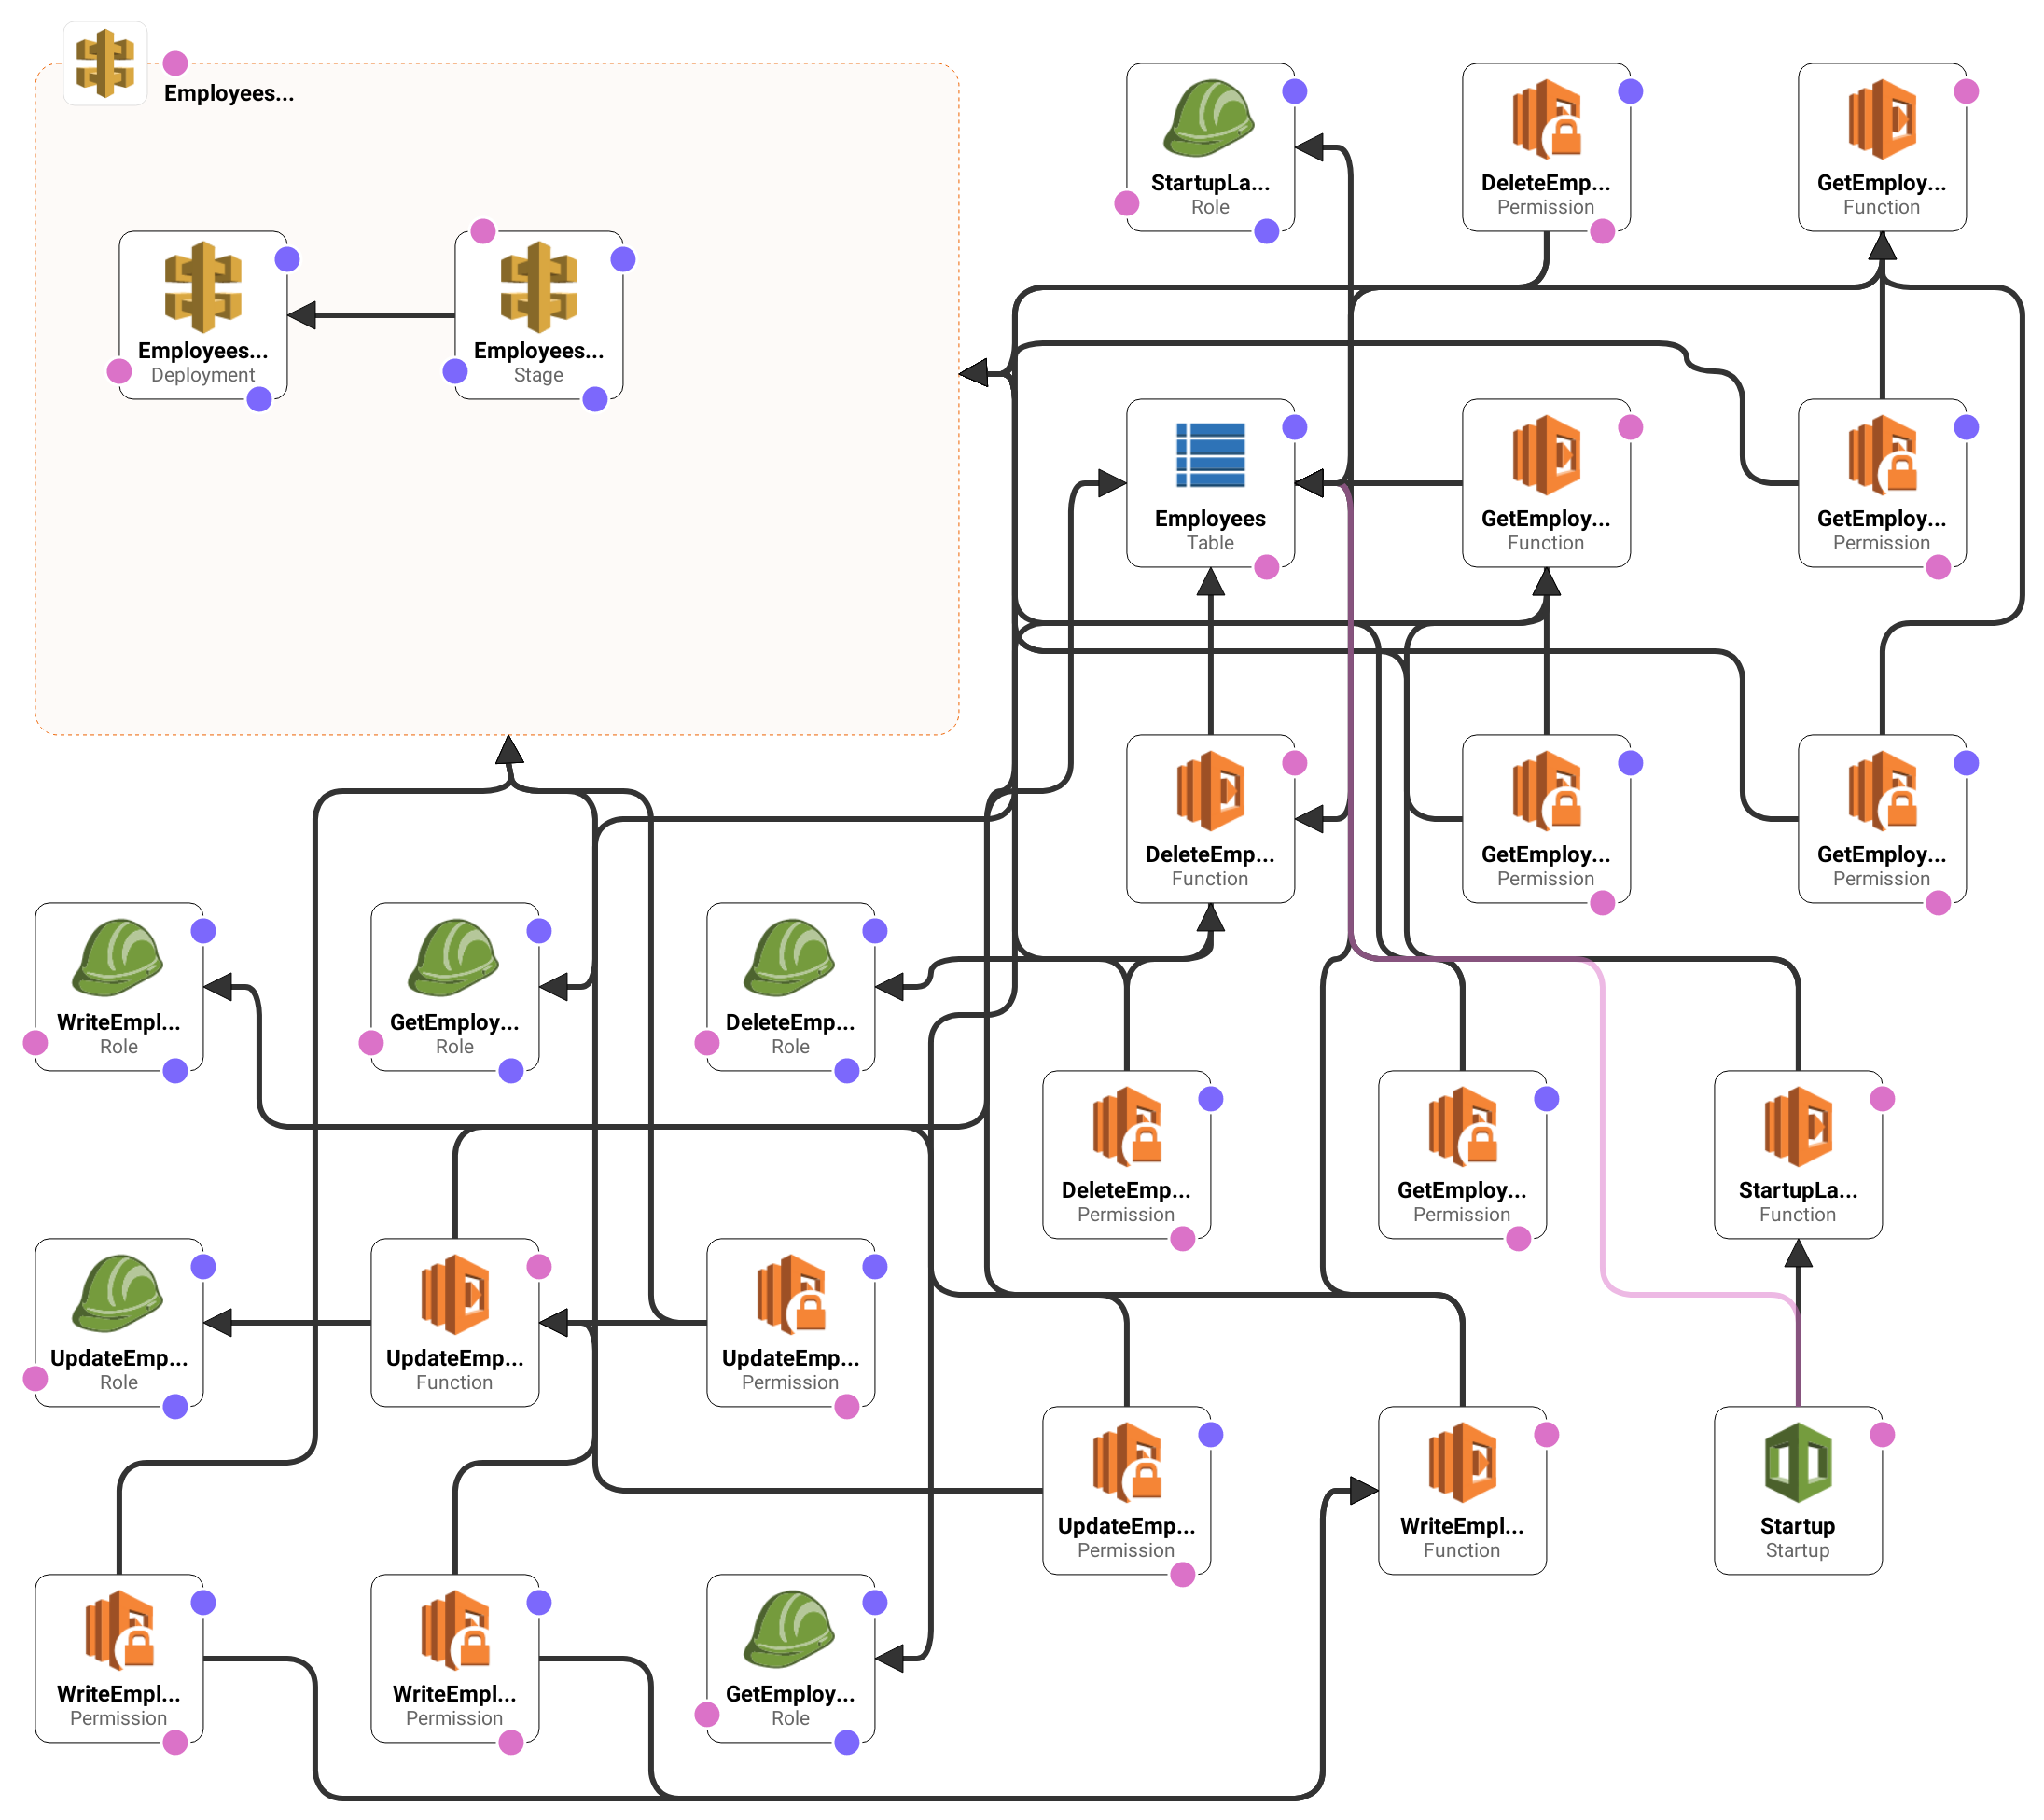 Employees...
StartupLa...
Role
DeleteEmp...
Permission
GetEmploy...
Function
Employees...
Deployment
Employees...
Stage
Employees
Table
GetEmploy...
Function
GetEmploy...
Permission
DeleteEmp...
Function
GetEmploy...
Permission
GetEmploy...
Permission
WriteEmpl...
Role
GetEmploy...
Role
DeleteEmp...
Role
DeleteEmp...
Permission
GetEmploy...
Permission
StartupLa...
Function
UpdateEmp...
Role
UpdateEmp...
Function
UpdateEmp...
Permission
UpdateEmp...
Permission
WriteEmpl...
Function
Startup
Startup
WriteEmpl...
Permission
WriteEmpl...
Permission
GetEmploy...
Role